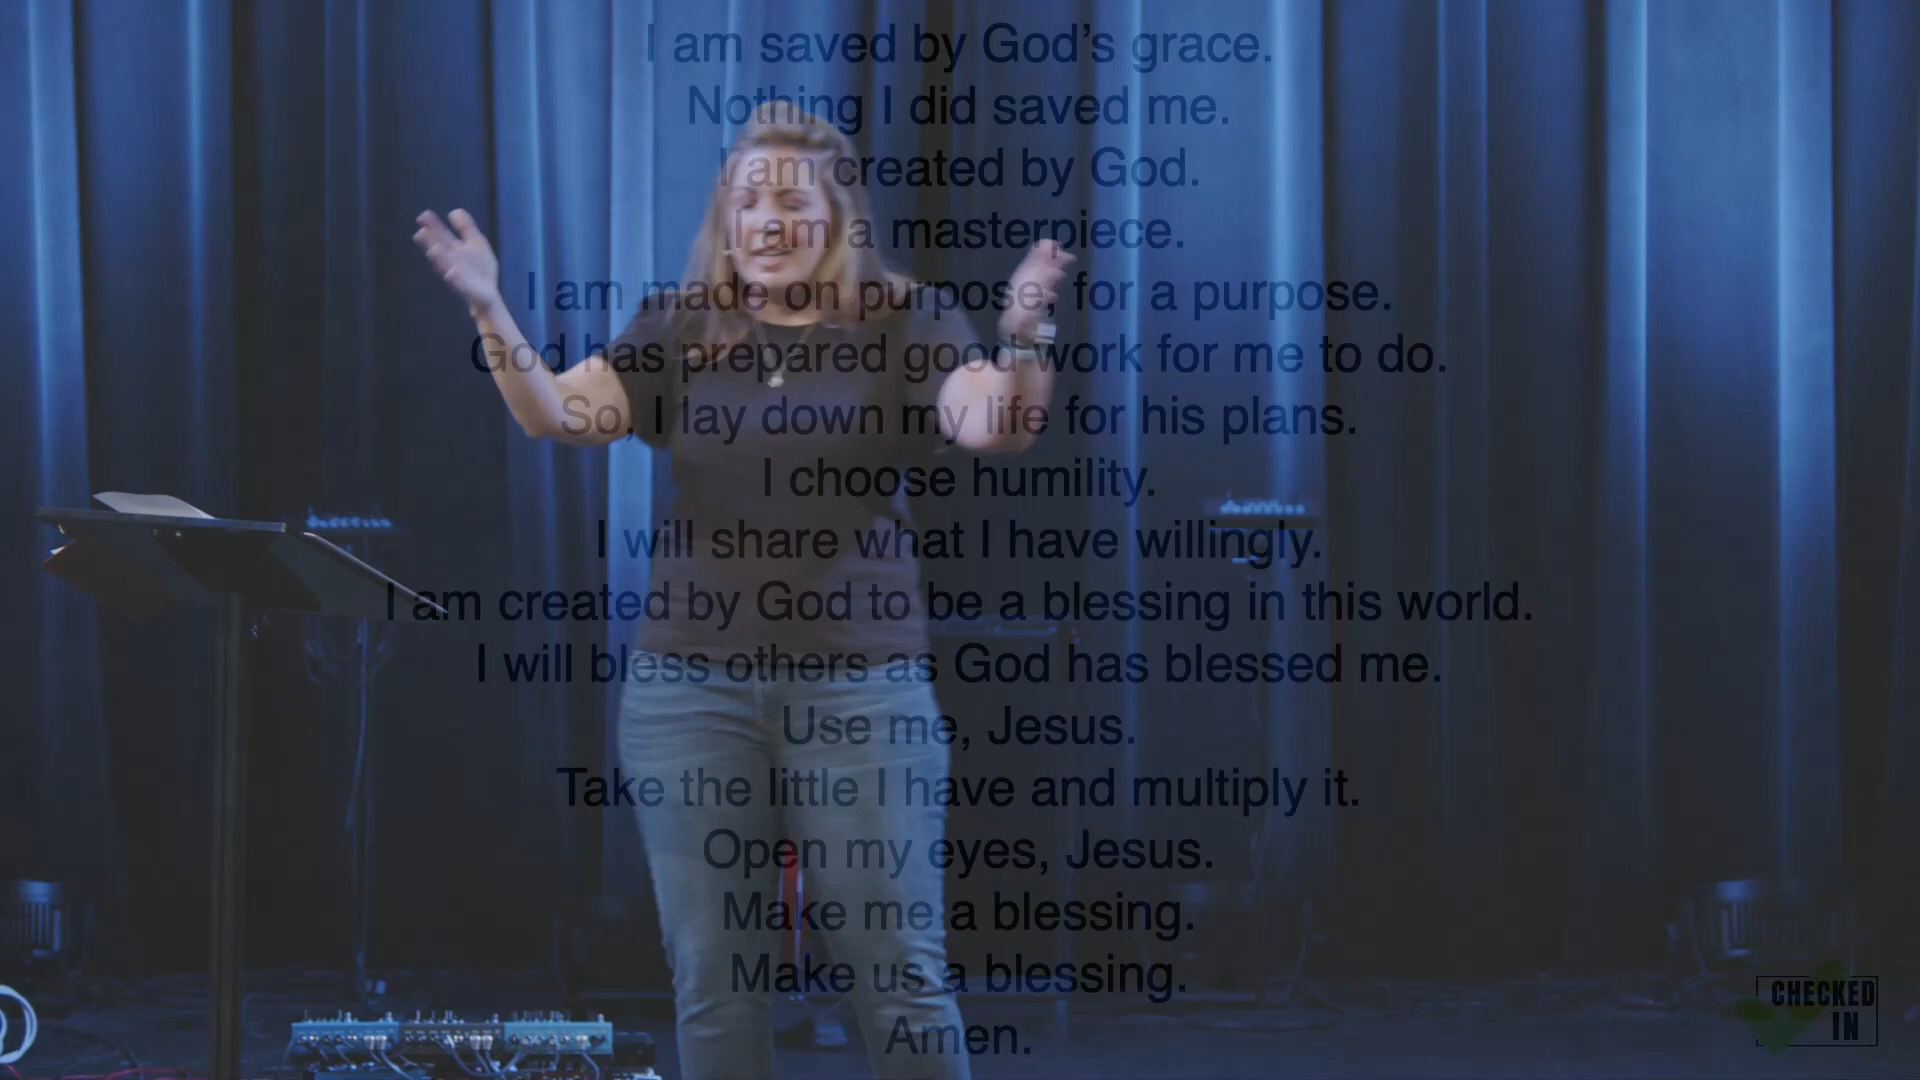 I am saved by God’s grace.
Nothing I did saved me.
I am created by God.
I am a masterpiece.
I am made on purpose, for a purpose.
God has prepared good work for me to do.
So, I lay down my life for his plans.
I choose humility.
I will share what I have willingly.
I am created by God to be a blessing in this world.
I will bless others as God has blessed me.
Use me, Jesus.
Take the little I have and multiply it.
Open my eyes, Jesus.
Make me a blessing.
Make us a blessing.
Amen.
CHECKED
IN